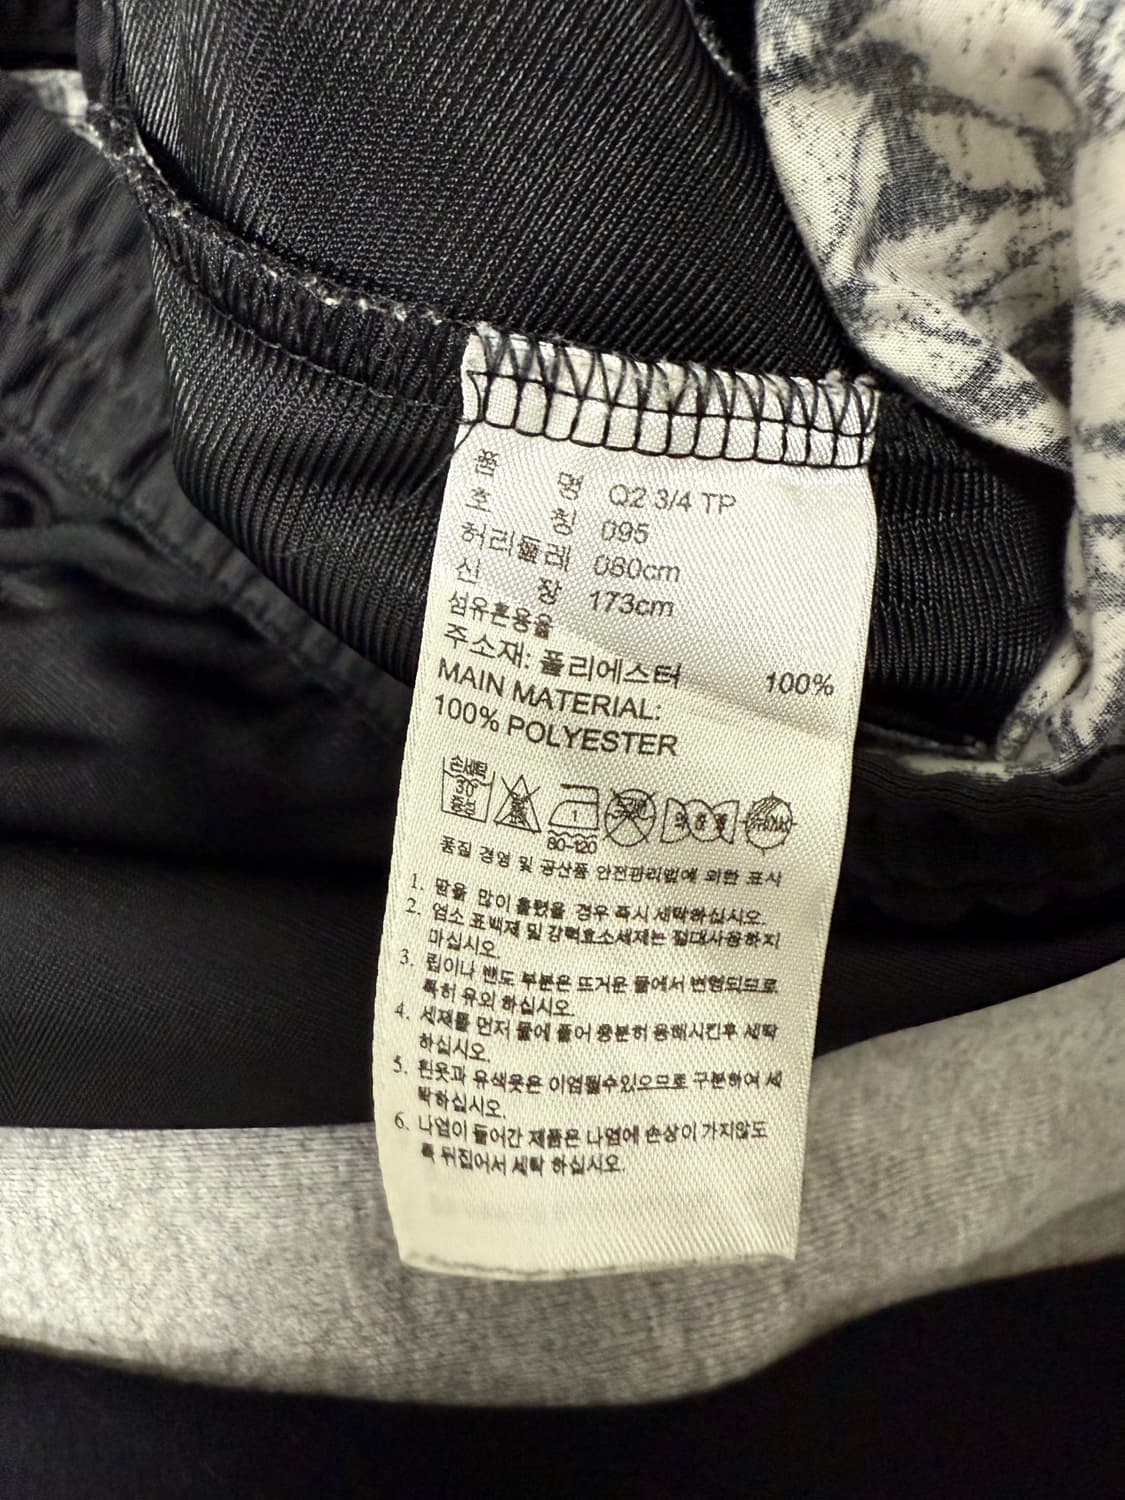 품 명 Q2 3/4 TP
호 칭 095
허리둘레 080cm
신 장 173cm
섬유혼용율
주소재: 폴리에스터 100%
MAIN MATERIAL:
100% POLYESTER
손세탁
30
중성
1
80-120
품질 경영 및 공산품 안전관리법에 의한 표시
1. 땀을 많이 흘렸을 경우 즉시 세탁하십시오.
2. 염소 표백제 및 강력효소세제는 절대사용하지
마십시오.
3. 립이나 밴드 부분은 뜨거운 물에서 변형되므로
특히 유의 하십시오.
4. 세제를 먼저 물에 풀어 충분히 용해시킨후 세탁
하십시오.
5. 흰옷과 유색옷은 이염될수있으므로 구분하여 세
탁하십시오.
6. 나염이 들어간 제품은 나염에 손상이 가지않도
록 뒤집어서 세탁 하십시오.